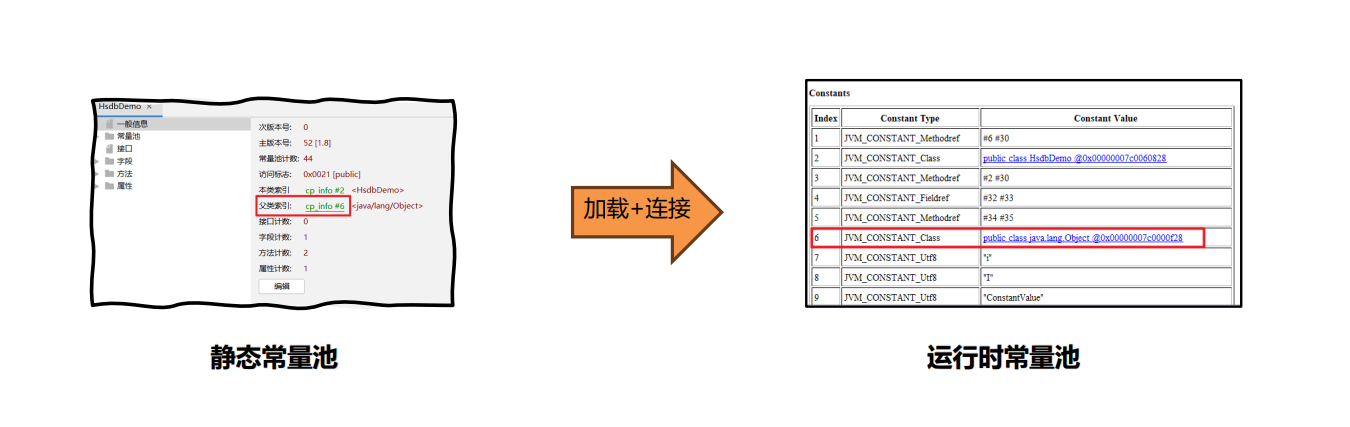 HsdbDemo ×
一般信息
常量池
接口
字段
方法
属性
次版本号: 0
主版本号: 52 [1.8]
常量池计数: 44
访问标志: 0x0021 [public]
本类索引 cp_info #2 <HsdbDemo>
父类索引: cp_info #6 <java/lang/Object>
接口计数: 0
字段计数: 1
方法计数: 2
属性计数: 1
编辑
静态常量池
加载+连接
Constants
Index Constant Type Constant Value
1 JVM_CONSTANT_Methodref #6 #30
2 JVM_CONSTANT_Class public class HsdbDemo @0x00000007c0060828
3 JVM_CONSTANT_Methodref #2 #30
4 JVM_CONSTANT_Fieldref #32 #33
5 JVM_CONSTANT_Methodref #34 #35
6 JVM_CONSTANT_Class public class java.lang.Object @0x00000007c0000f28
7 JVM_CONSTANT_Utf8 "i"
8 JVM_CONSTANT_Utf8 "I"
9 JVM_CONSTANT_Utf8 "ConstantValue"
运行时常量池